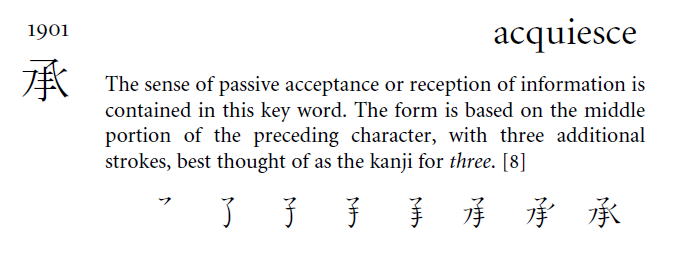 1901
acquiesce
承
The sense of passive acceptance or reception of information is
contained in this key word. The form is based on the middle
portion of the preceding character, with three additional
strokes, best thought of as the kanji for three. [8]
承